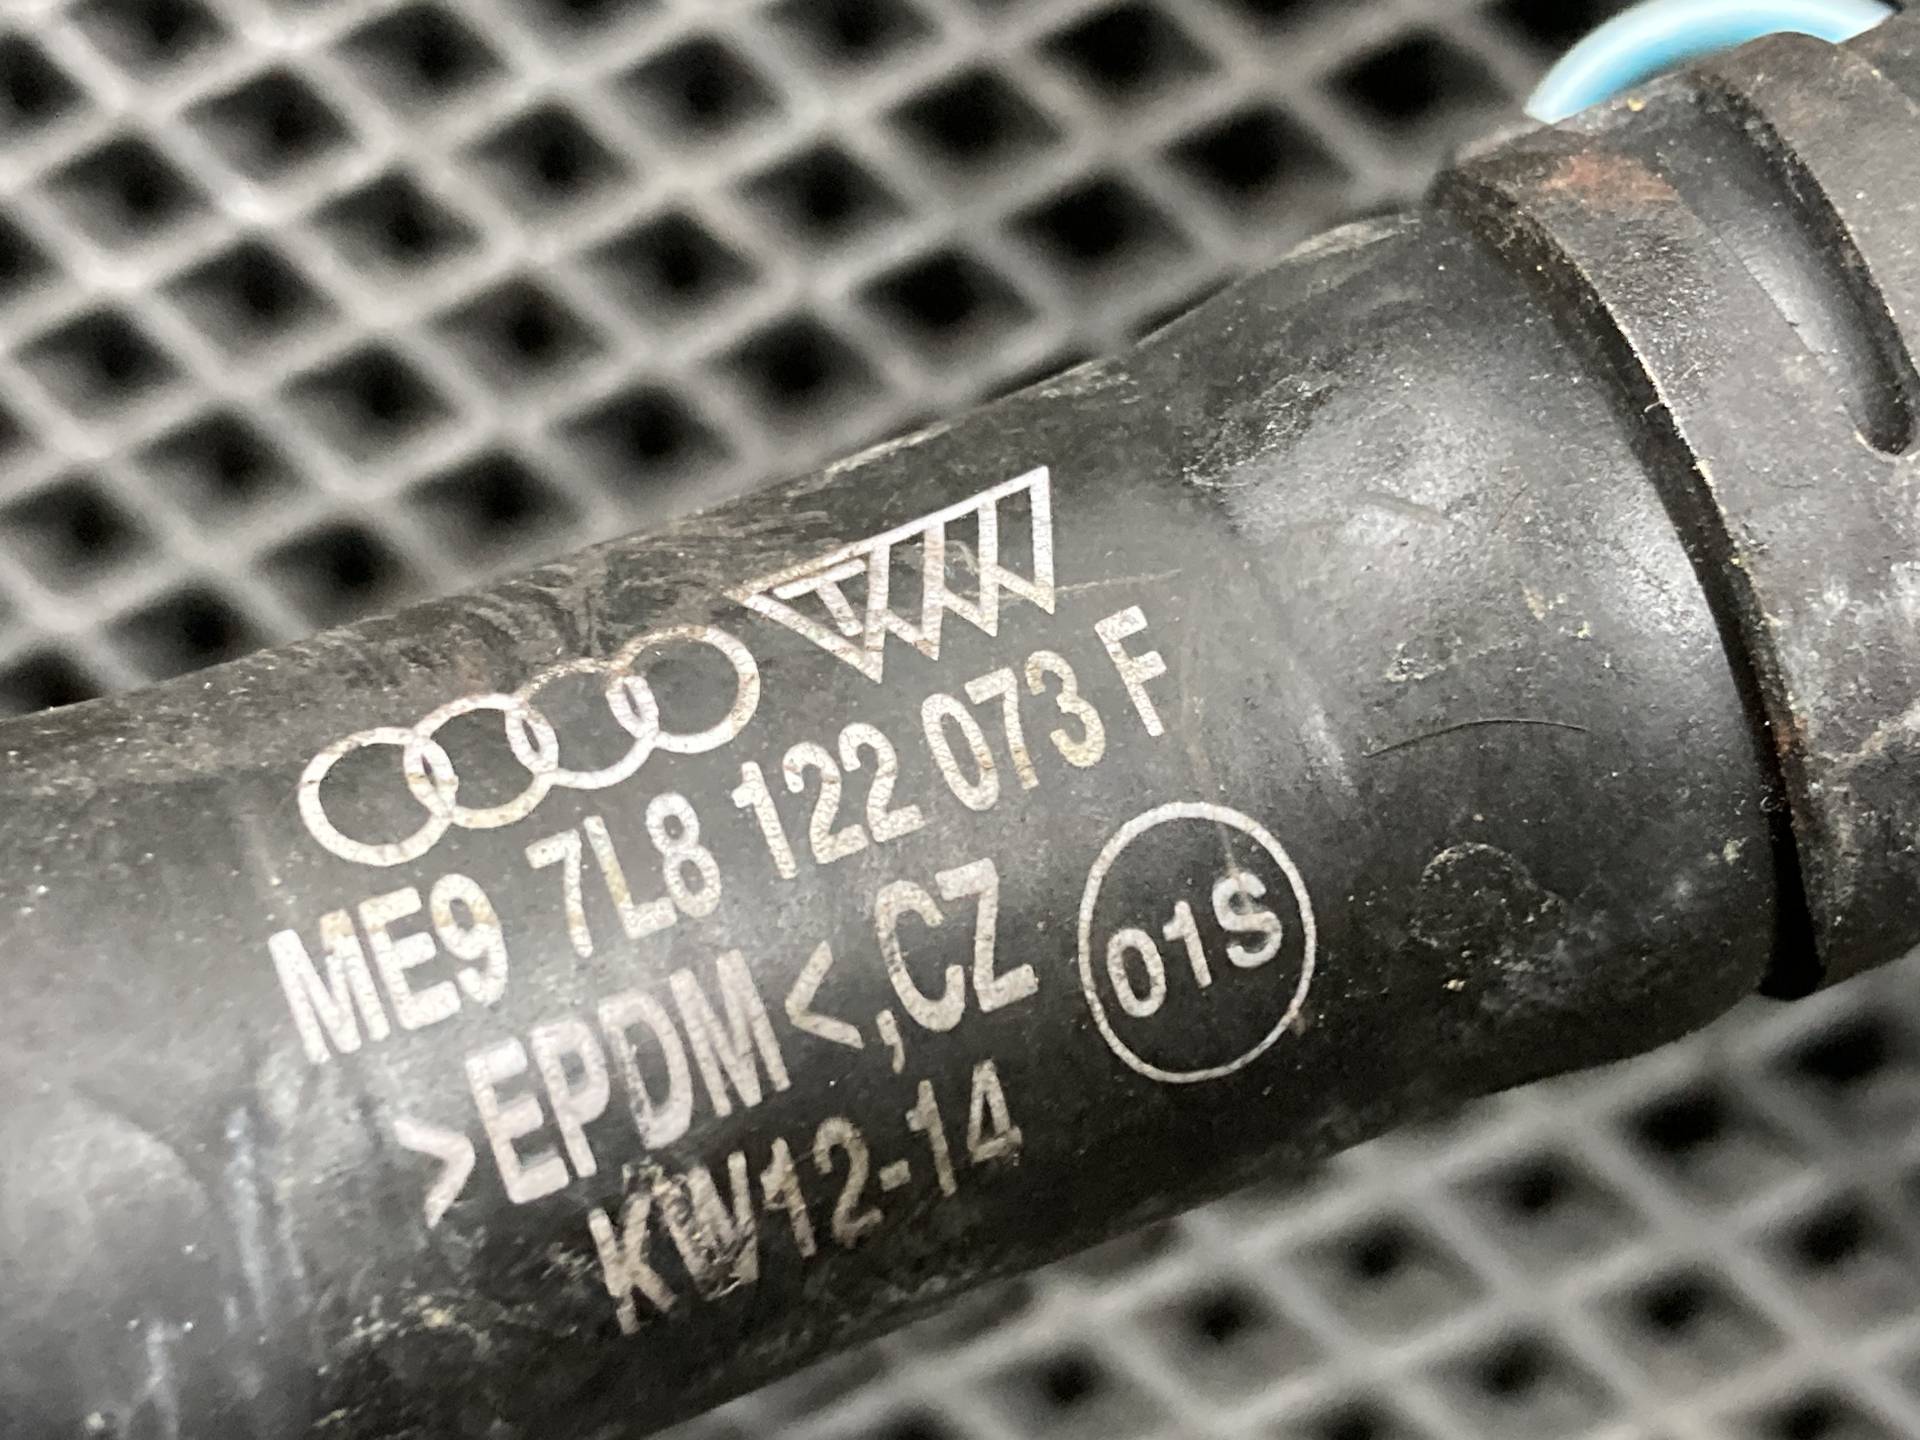 ME9 7L8 122 073 F
>EPDM<,CZ
01S
KW12-14